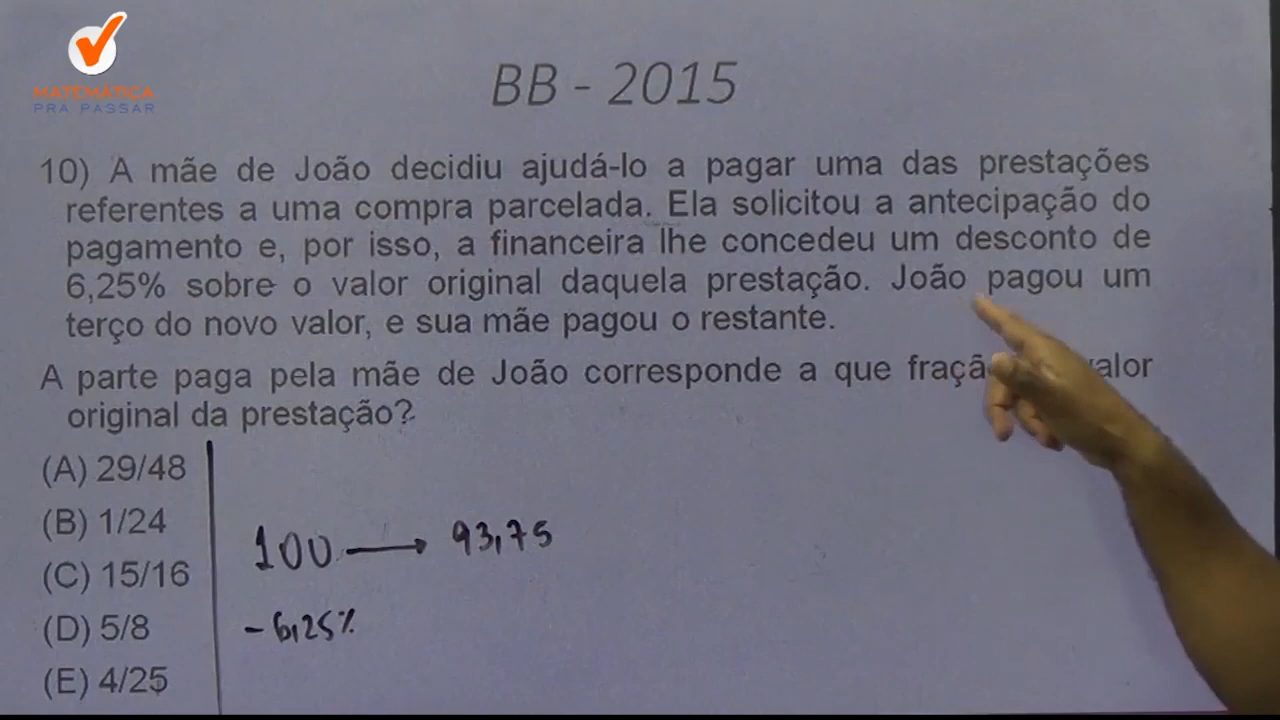 MATEMÁTICA
PRA PASSAR
BB - 2015
10) A mãe de João decidiu ajudá-lo a pagar uma das prestações
referentes a uma compra parcelada. Ela solicitou a antecipação do
pagamento e, por isso, a financeira lhe concedeu um desconto de
6,25% sobre o valor original daquela prestação. João pagou um
terço do novo valor, e sua mãe pagou o restante.
A parte paga pela mãe de João corresponde a que
original da prestação?
(A) 29/48
(B) 1/24
(C) 15/16
(D) 5/8
(E) 4/25
100 → 93,75
- 6,25%